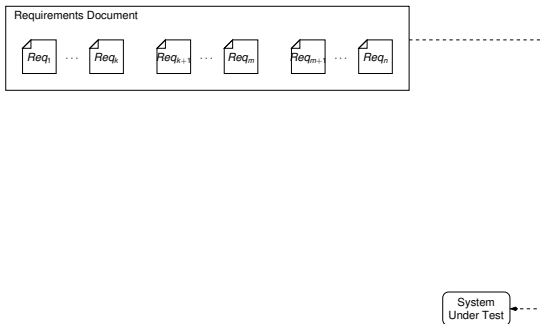 Requirements Document
Req₁ ... Reqₖ Reqₖ₊₁ ... Reqₘ Reqₘ₊₁ ... Reqₙ
System
Under Test